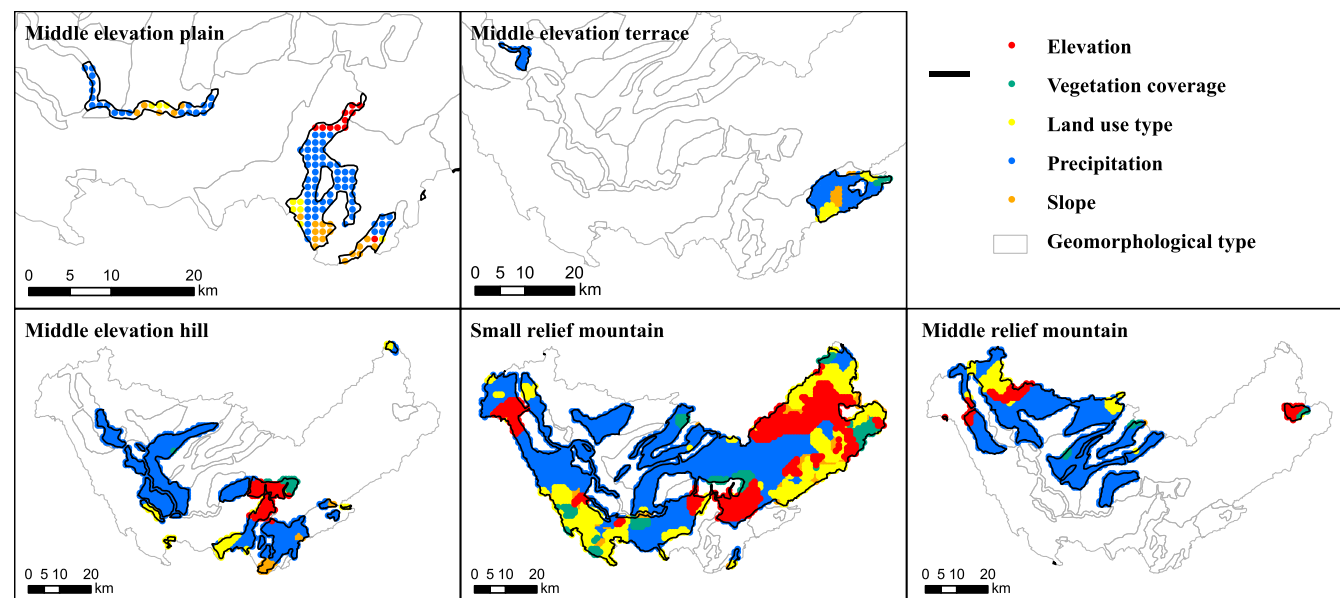 Middle elevation plain
0 5 10 20
km
Middle elevation terrace
0 5 10 20
km
Elevation
Vegetation coverage
Land use type
Precipitation
Slope
Geomorphological type
Middle elevation hill
0 5 10 20
km
Small relief mountain
0 5 10 20
km
Middle relief mountain
0 5 10 20
km